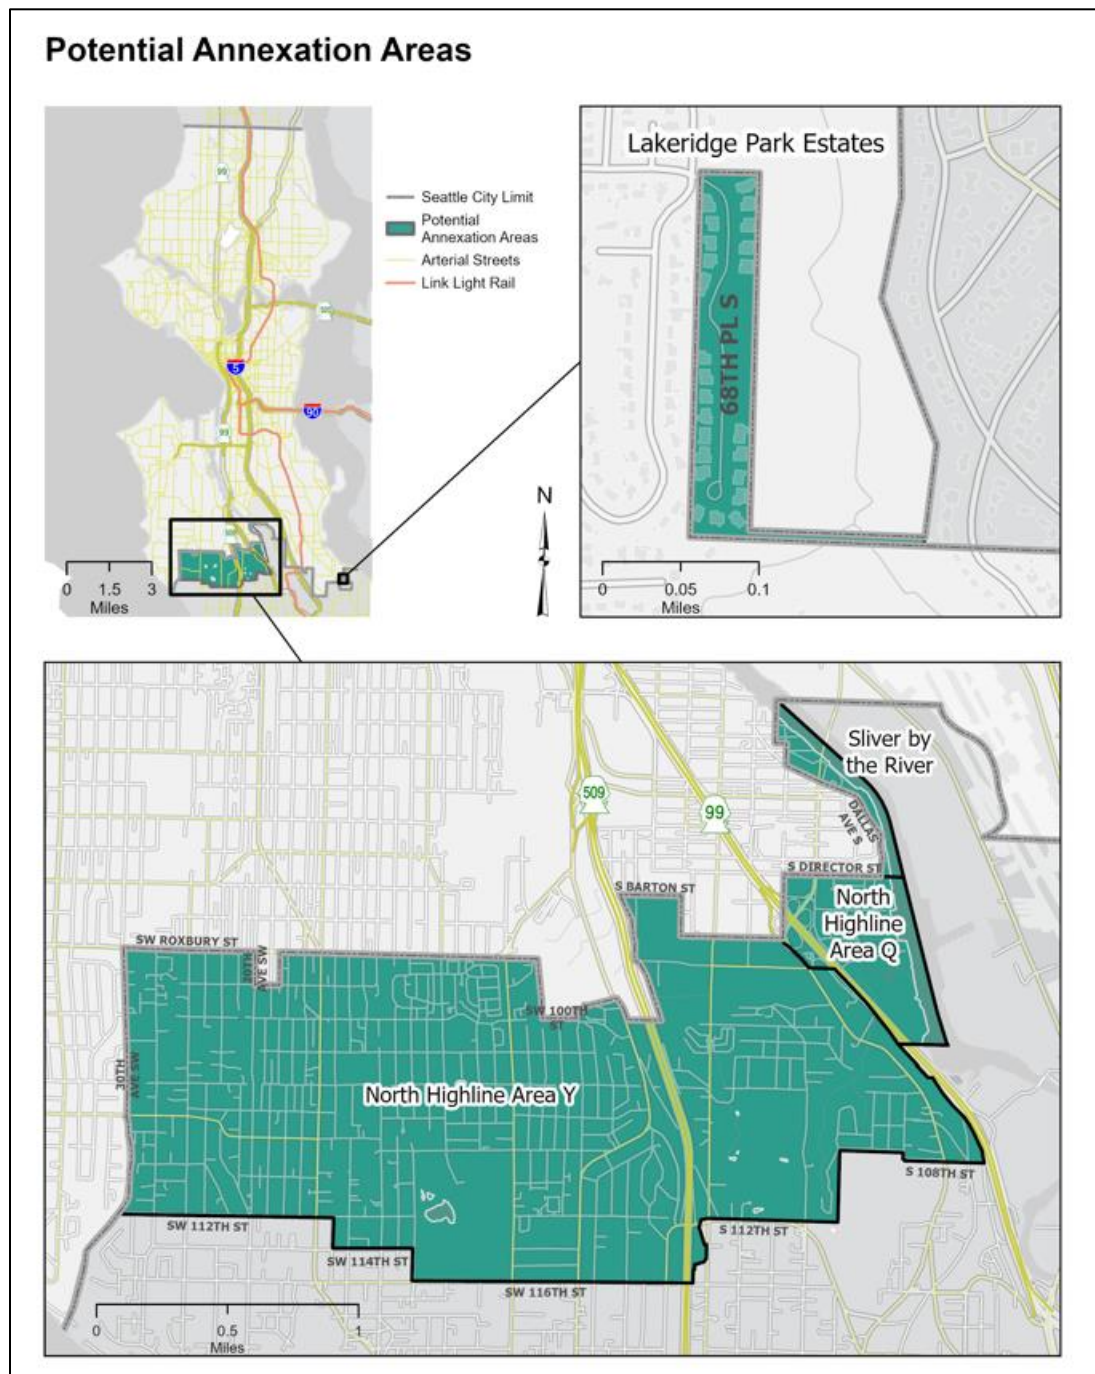 Potential Annexation Areas
99
5
90
99
Seattle City Limit
Potential
Annexation Areas
Arterial Streets
Link Light Rail
N
0 1.5 3
Miles
Lakeridge Park Estates
68TH PL S
0 0.05 0.1
Miles
Sliver by
the River
509
99
DALLAS
AVE S
S DIRECTOR ST
S BARTON ST
North
Highline
Area Q
SW ROXBURY ST
AVE SW
SW 100TH
ST
30TH
AVE SW
North Highline Area Y
S 108TH ST
SW 112TH ST
S 112TH ST
SW 114TH ST
SW 116TH ST
0 0.5 1
Miles